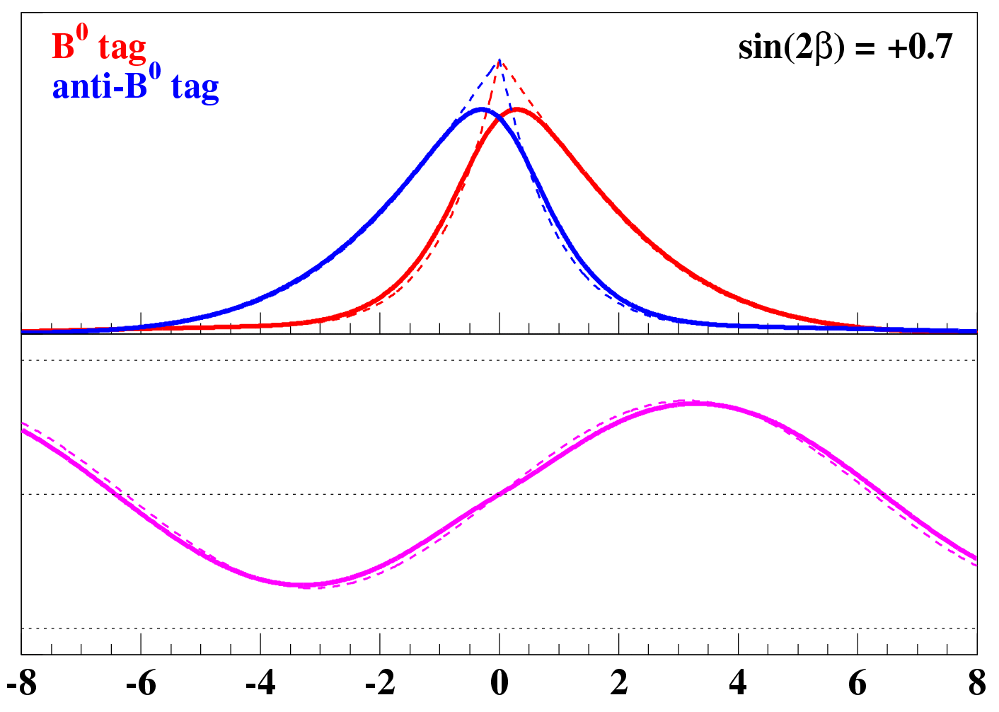 B⁰ tag
anti-B⁰ tag
sin(2β) = +0.7
-8 -6 -4 -2 0 2 4 6 8